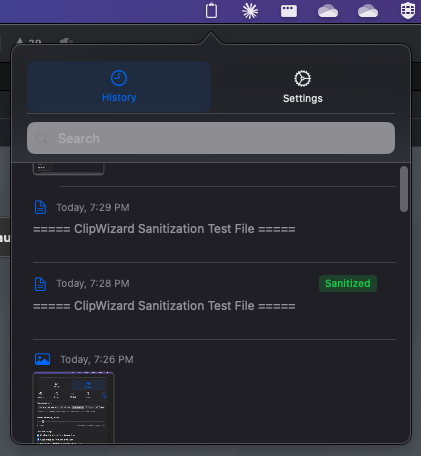 History
Settings
Search
Today, 7:29 PM
===== ClipWizard Sanitization Test File =====
Today, 7:28 PM
Sanitized
===== ClipWizard Sanitization Test File =====
Today, 7:26 PM